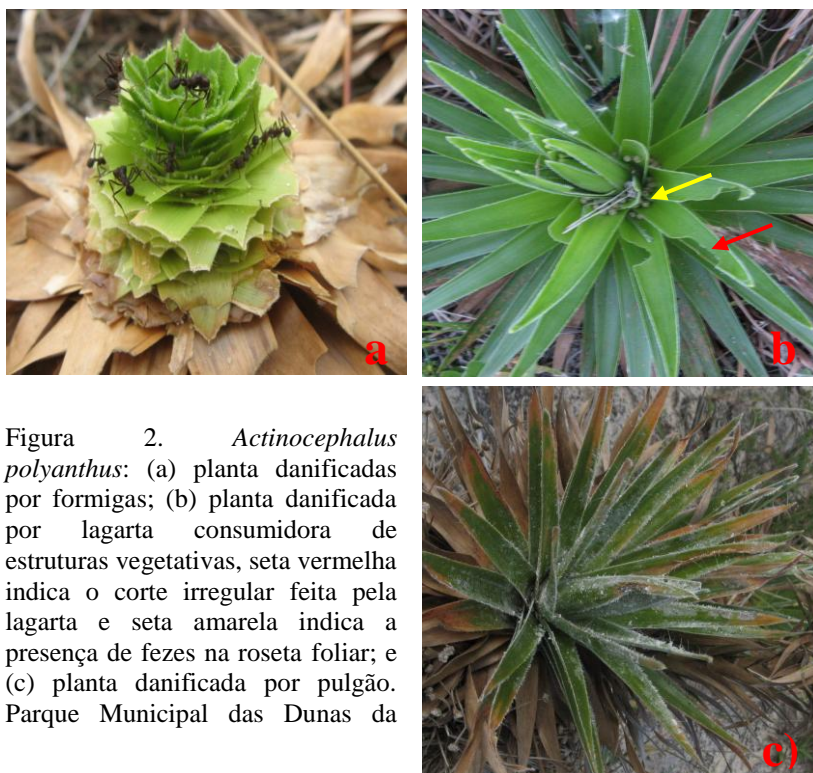 a
b
Figura 2. Actinocephalus
polyanthus: (a) planta danificadas
por formigas; (b) planta danificada
por lagarta consumidora de
estruturas vegetativas, seta vermelha
indica o corte irregular feita pela
lagarta e seta amarela indica a
presença de fezes na roseta foliar; e
(c) planta danificada por pulgão.
Parque Municipal das Dunas da
c)